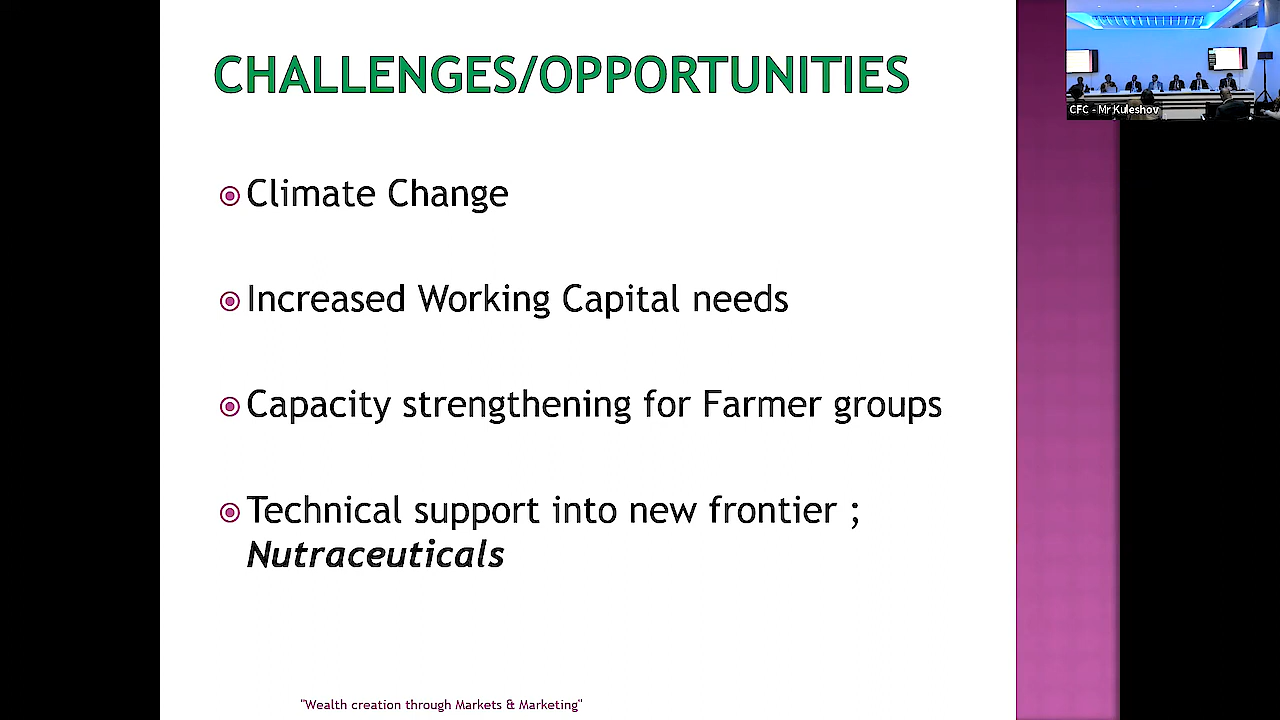 CHALLENGES/OPPORTUNITIES
Climate Change
Increased Working Capital needs
Capacity strengthening for Farmer groups
Technical support into new frontier ;
Nutraceuticals
"Wealth creation through Markets & Marketing"
CFC - Mr Kuleshov